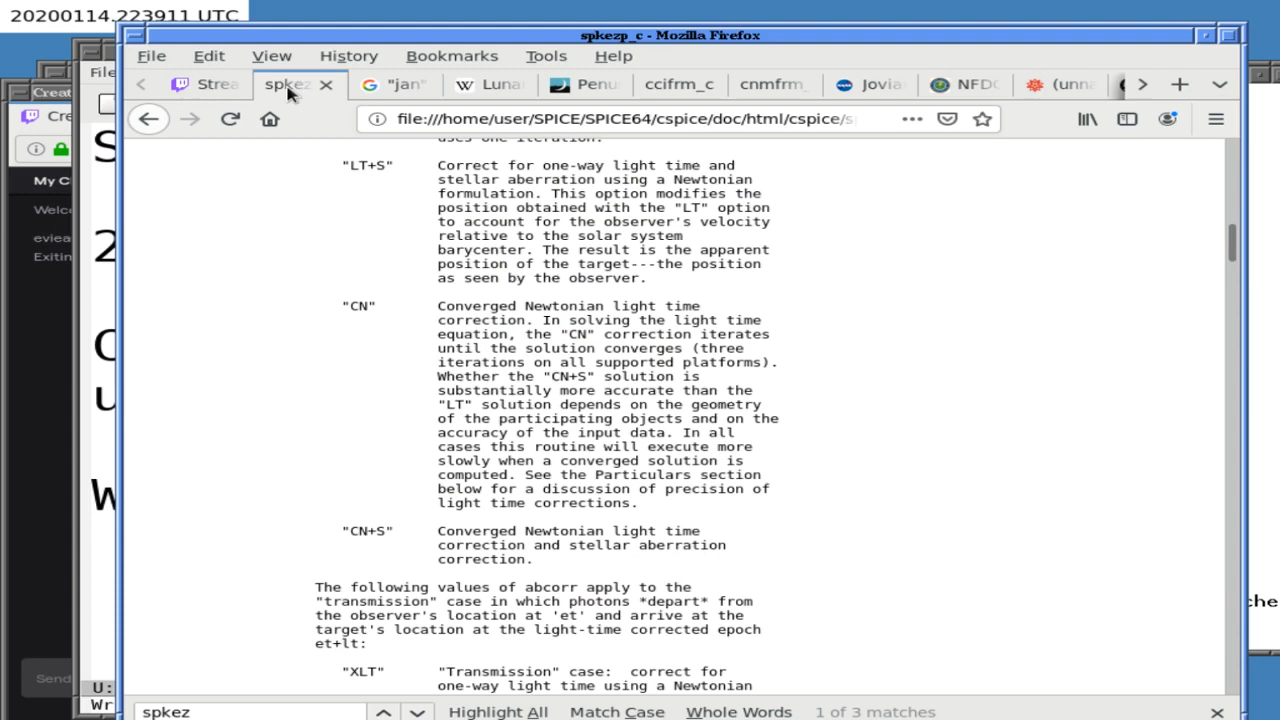 20200114.223911 UTC
spkezp_c - Mozilla Firefox
File Edit View History Bookmarks Tools Help
Strea spkez "jan" Luna Penu ccifrm_c cnmfrm_ Jovia NFDC (unna
file:///home/user/SPICE/SPICE64/cspice/doc/html/cspice/s
File
Creat
Cre
My C
Welco
eviea
Exitin
Send
S
2
C
u
W
U:
Wr
che
uses one iteration.
"LT+S" Correct for one-way light time and
stellar aberration using a Newtonian
formulation. This option modifies the
position obtained with the "LT" option
to account for the observer's velocity
relative to the solar system
barycenter. The result is the apparent
position of the target---the position
as seen by the observer.
"CN" Converged Newtonian light time
correction. In solving the light time
equation, the "CN" correction iterates
until the solution converges (three
iterations on all supported platforms).
Whether the "CN+S" solution is
substantially more accurate than the
"LT" solution depends on the geometry
of the participating objects and on the
accuracy of the input data. In all
cases this routine will execute more
slowly when a converged solution is
computed. See the Particulars section
below for a discussion of precision of
light time corrections.
"CN+S" Converged Newtonian light time
correction and stellar aberration
correction.
The following values of abcorr apply to the
"transmission" case in which photons *depart* from
the observer's location at 'et' and arrive at the
target's location at the light-time corrected epoch
et+lt:
"XLT" "Transmission" case: correct for
one-way light time using a Newtonian
spkez Highlight All Match Case Whole Words 1 of 3 matches